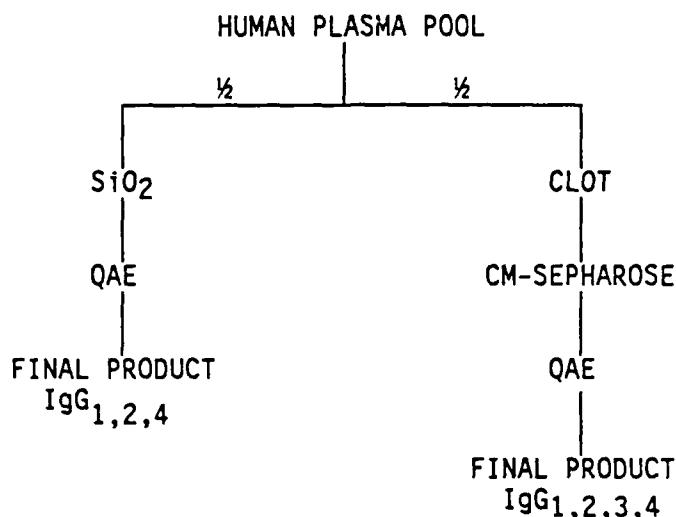 HUMAN PLASMA POOL
½ ½
SiO2 CLOT
QAE CM-SEPHAROSE
FINAL PRODUCT QAE
IgG1,2,4
FINAL PRODUCT
IgG1,2,3,4